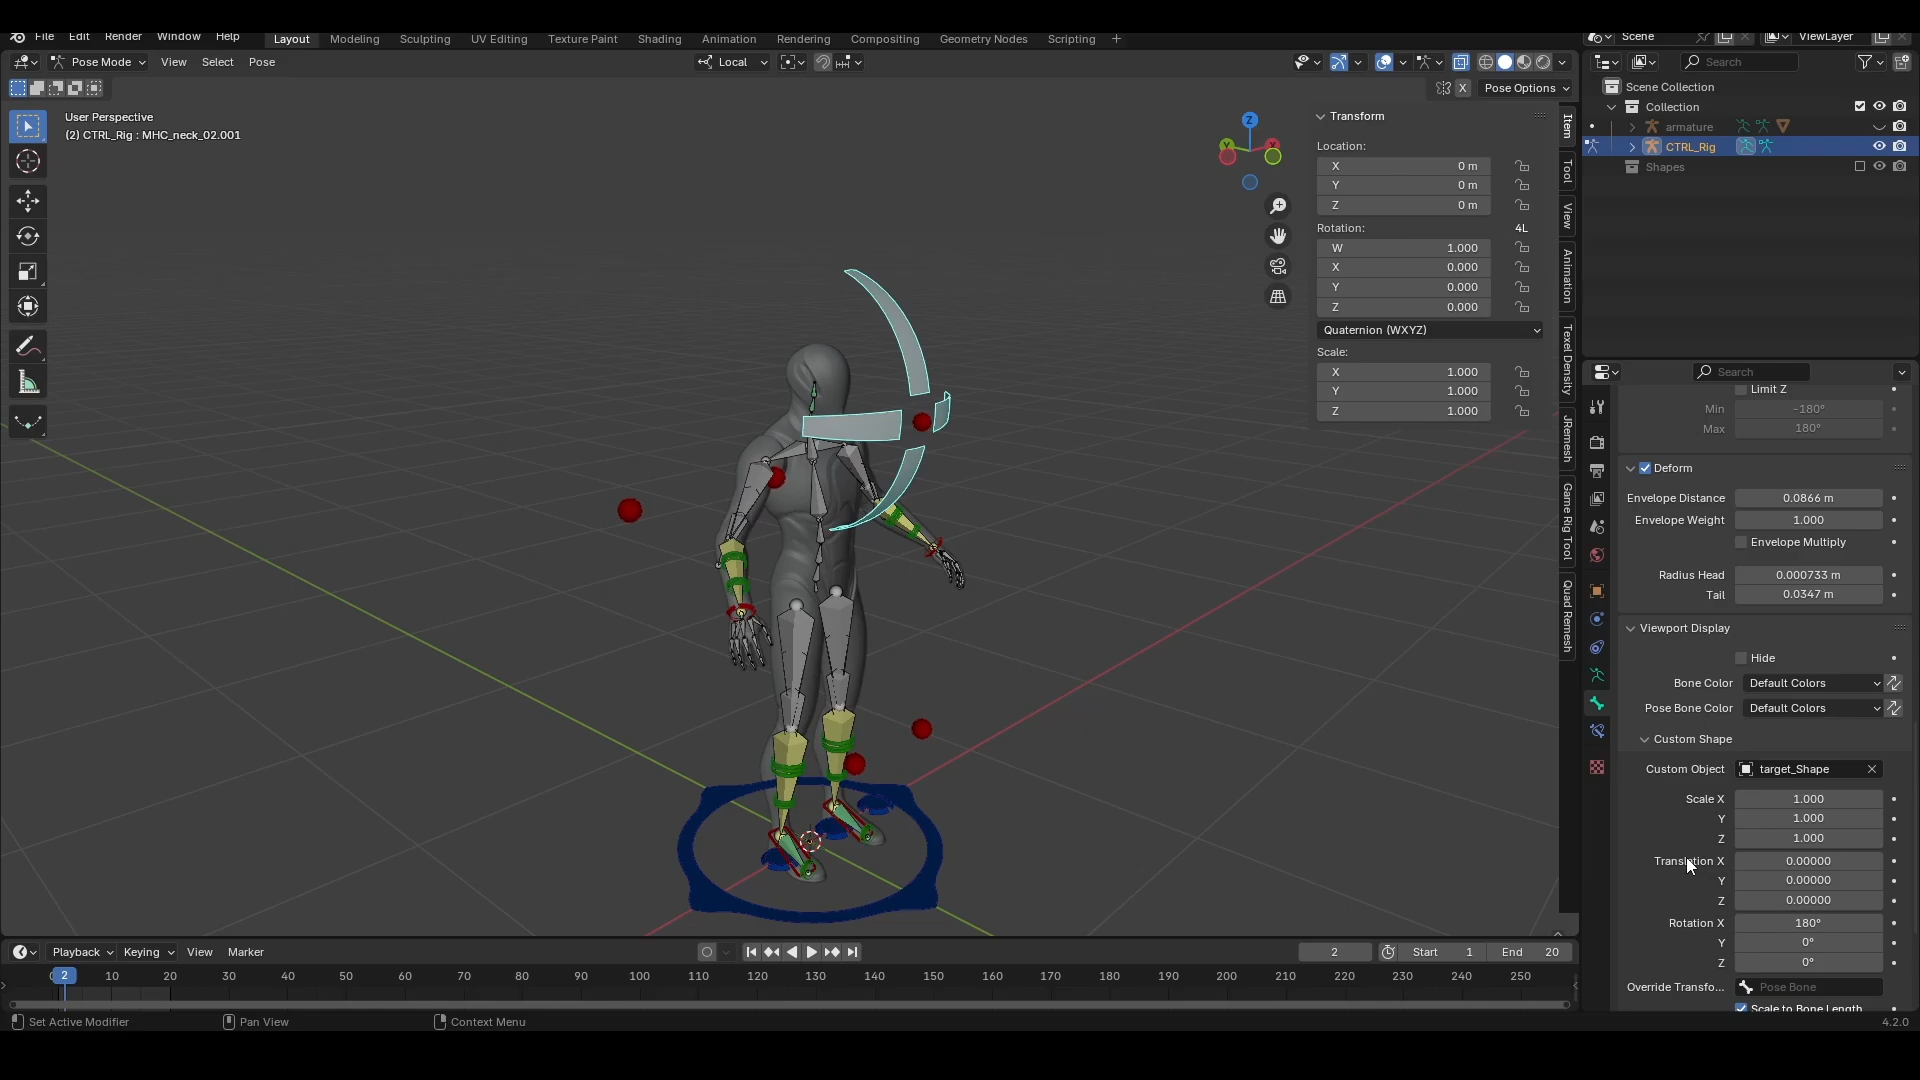 File Edit Render Window Help Layout Modeling Sculpting UV Editing Texture Paint Shading Animation Rendering Compositing Geometry Nodes Scripting + Scene ViewLayer
Pose Mode View Select Pose Local Search
X Pose Options Scene Collection
User Perspective
(2) CTRL_Rig : MHC_neck_02.001
Collection
armature
CTRL_Rig
Shapes
Z
Y
X
Transform
Location:
X 0 m
Y 0 m
Z 0 m
Rotation: 4L
W 1.000
X 0.000
Y 0.000
Z 0.000
Quaternion (WXYZ)
Scale:
X 1.000
Y 1.000
Z 1.000
Item
Tool
View
Animation
Texel Density
JRemesh
Game Rig Tool
Quad Remesh
Search
Limit Z
Min -180°
Max 180°
Deform
Envelope Distance 0.0866 m
Envelope Weight 1.000
Envelope Multiply
Radius Head 0.000733 m
Tail 0.0347 m
Viewport Display
Hide
Bone Color Default Colors
Pose Bone Color Default Colors
Custom Shape
Custom Object target_Shape
Scale X 1.000
Y 1.000
Z 1.000
Translation X 0.00000
Y 0.00000
Z 0.00000
Rotation X 180°
Y 0°
Z 0°
Override Transfo... Pose Bone
Scale to Bone Length
Playback Keying View Marker 2 Start 1 End 20
2 10 20 30 40 50 60 70 80 90 100 110 120 130 140 150 160 170 180 190 200 210 220 230 240 250
Set Active Modifier Pan View Context Menu 4.2.0